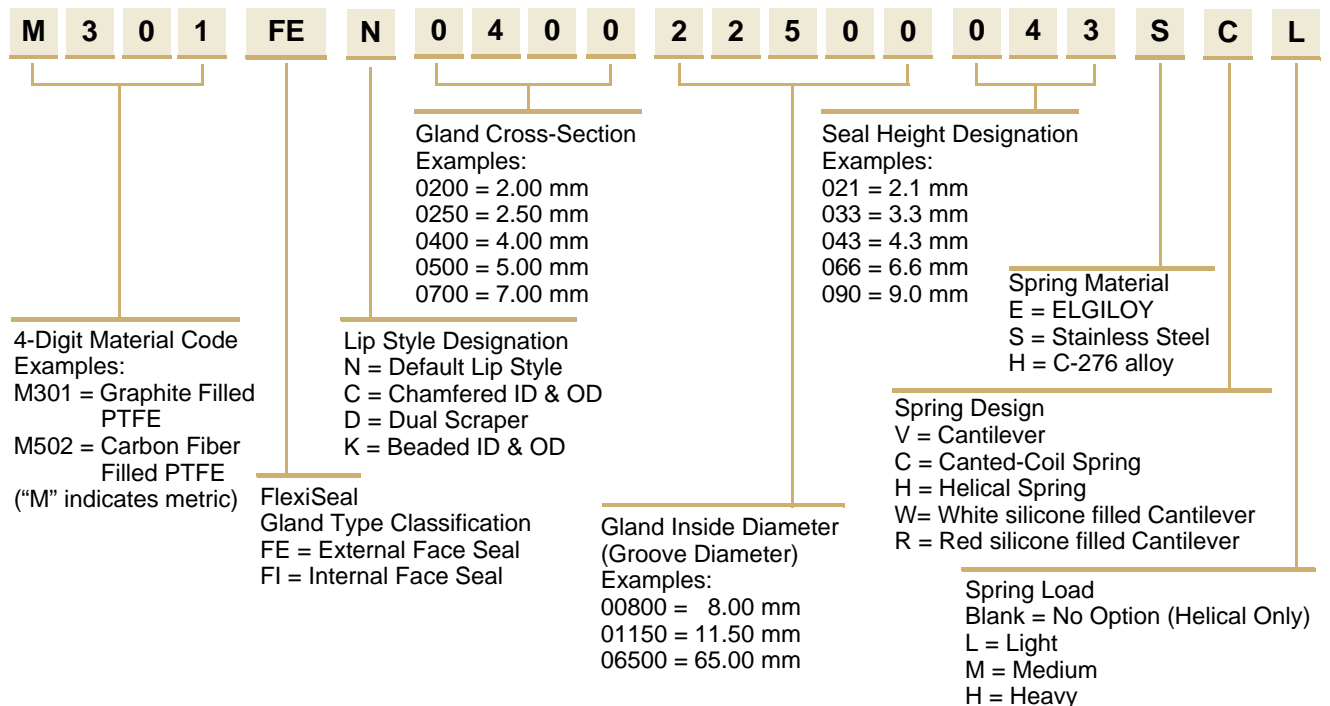 M 3 0 1 FE N 0 4 0 0 2 2 5 0 0 0 4 3 S C L
Gland Cross-Section
Examples:
0200 = 2.00 mm
0250 = 2.50 mm
0400 = 4.00 mm
0500 = 5.00 mm
0700 = 7.00 mm
Seal Height Designation
Examples:
021 = 2.1 mm
033 = 3.3 mm
043 = 4.3 mm
066 = 6.6 mm
090 = 9.0 mm
Spring Material
E = ELGILOY
S = Stainless Steel
H = C-276 alloy
4-Digit Material Code
Examples:
M301 = Graphite Filled
PTFE
M502 = Carbon Fiber
Filled PTFE
(“M” indicates metric)
Lip Style Designation
N = Default Lip Style
C = Chamfered ID & OD
D = Dual Scraper
K = Beaded ID & OD
Spring Design
V = Cantilever
C = Canted-Coil Spring
H = Helical Spring
W= White silicone filled Cantilever
R = Red silicone filled Cantilever
FlexiSeal
Gland Type Classification
FE = External Face Seal
FI = Internal Face Seal
Gland Inside Diameter
(Groove Diameter)
Examples:
00800 = 8.00 mm
01150 = 11.50 mm
06500 = 65.00 mm
Spring Load
Blank = No Option (Helical Only)
L = Light
M = Medium
H = Heavy